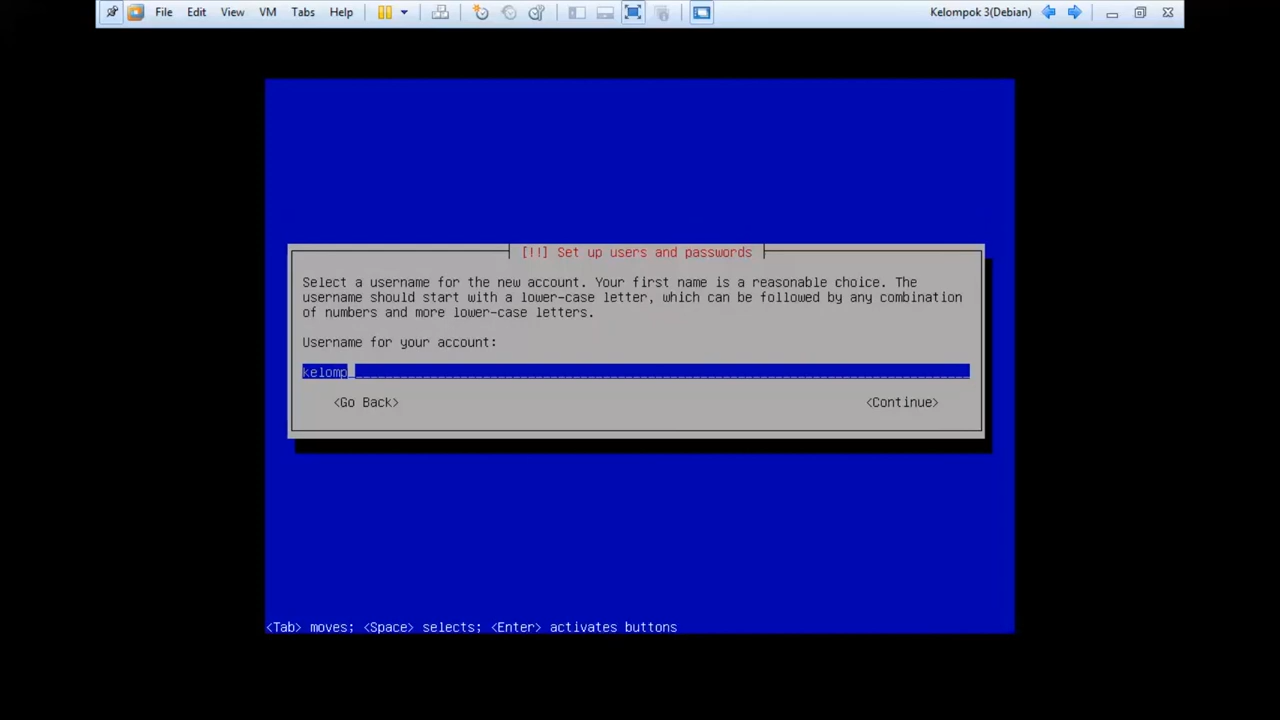 File Edit View VM Tabs Help Kelompok 3(Debian)
[!!] Set up users and passwords
Select a username for the new account. Your first name is a reasonable choice. The
username should start with a lower-case letter, which can be followed by any combination
of numbers and more lower-case letters.
Username for your account:
kelomp
<Go Back> <Continue>
<Tab> moves; <Space> selects; <Enter> activates buttons